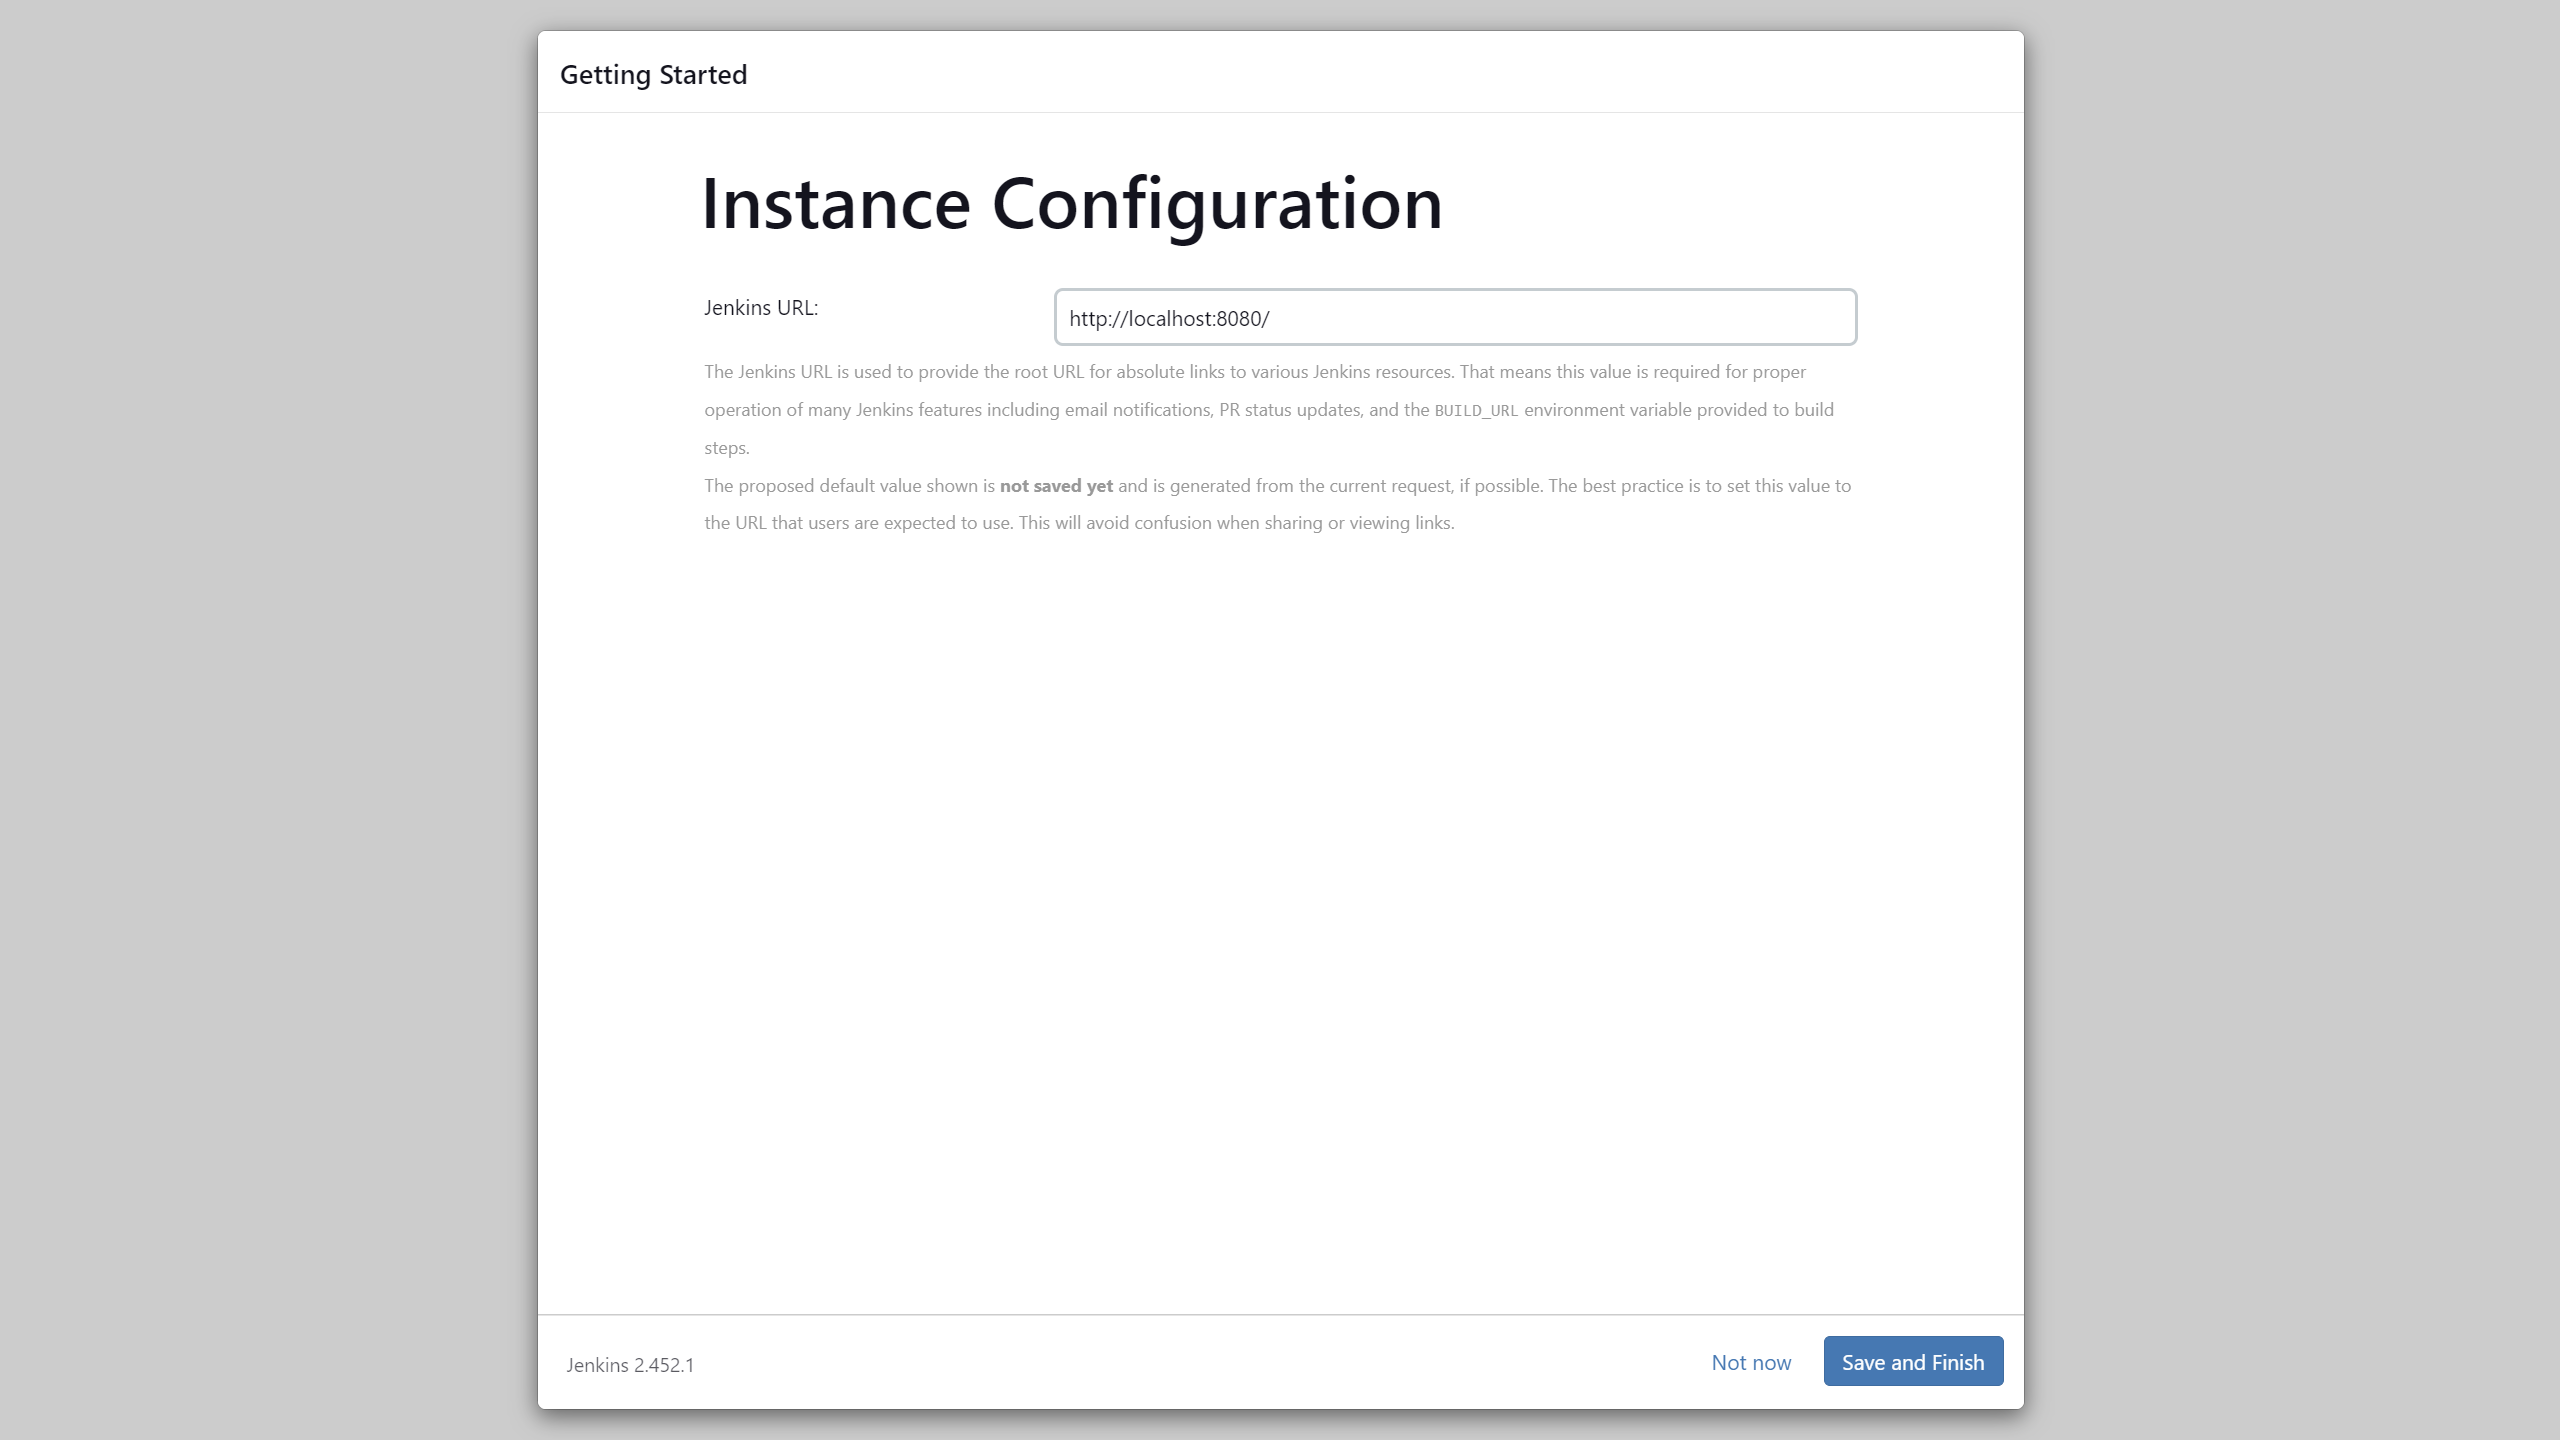 Getting Started
Instance Configuration
Jenkins URL:
http://localhost:8080/
The Jenkins URL is used to provide the root URL for absolute links to various Jenkins resources. That means this value is required for proper
operation of many Jenkins features including email notifications, PR status updates, and the BUILD_URL environment variable provided to build
steps.
The proposed default value shown is not saved yet and is generated from the current request, if possible. The best practice is to set this value to
the URL that users are expected to use. This will avoid confusion when sharing or viewing links.
Jenkins 2.452.1
Not now
Save and Finish